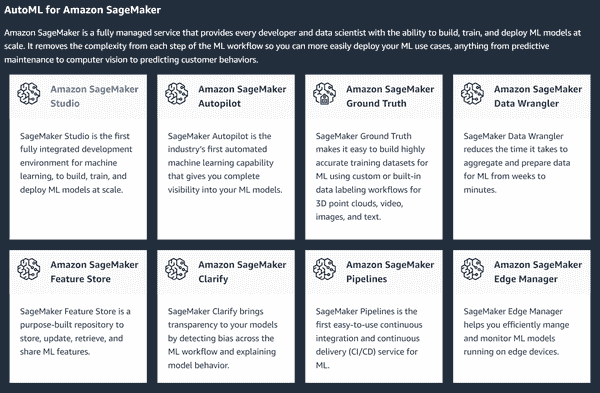 AutoML for Amazon SageMaker
Amazon SageMaker is a fully managed service that provides every developer and data scientist with the ability to build, train, and deploy ML models at
scale. It removes the complexity from each step of the ML workflow so you can more easily deploy your ML use cases, anything from predictive
maintenance to computer vision to predicting customer behaviors.
Amazon SageMaker
Studio
SageMaker Studio is the first
fully integrated development
environment for machine
learning, to build, train, and
deploy ML models at scale.
Amazon SageMaker
Autopilot
SageMaker Autopilot is the
industry's first automated
machine learning capability
that gives you complete
visibility into your ML models.
Amazon SageMaker
Ground Truth
SageMaker Ground Truth
makes it easy to build highly
accurate training datasets for
ML using custom or built-in
data labeling workflows for
3D point clouds, video,
images, and text.
Amazon SageMaker
Data Wrangler
SageMaker Data Wrangler
reduces the time it takes to
aggregate and prepare data
for ML from weeks to
minutes.
Amazon SageMaker
Feature Store
SageMaker Feature Store is a
purpose-built repository to
store, update, retrieve, and
share ML features.
Amazon SageMaker
Clarify
SageMaker Clarify brings
transparency to your models
by detecting bias across the
ML workflow and explaining
model behavior.
Amazon SageMaker
Pipelines
SageMaker Pipelines is the
first easy-to-use continuous
integration and continuous
delivery (CI/CD) service for
ML.
Amazon SageMaker
Edge Manager
SageMaker Edge Manager
helps you efficiently mange
and monitor ML models
running on edge devices.